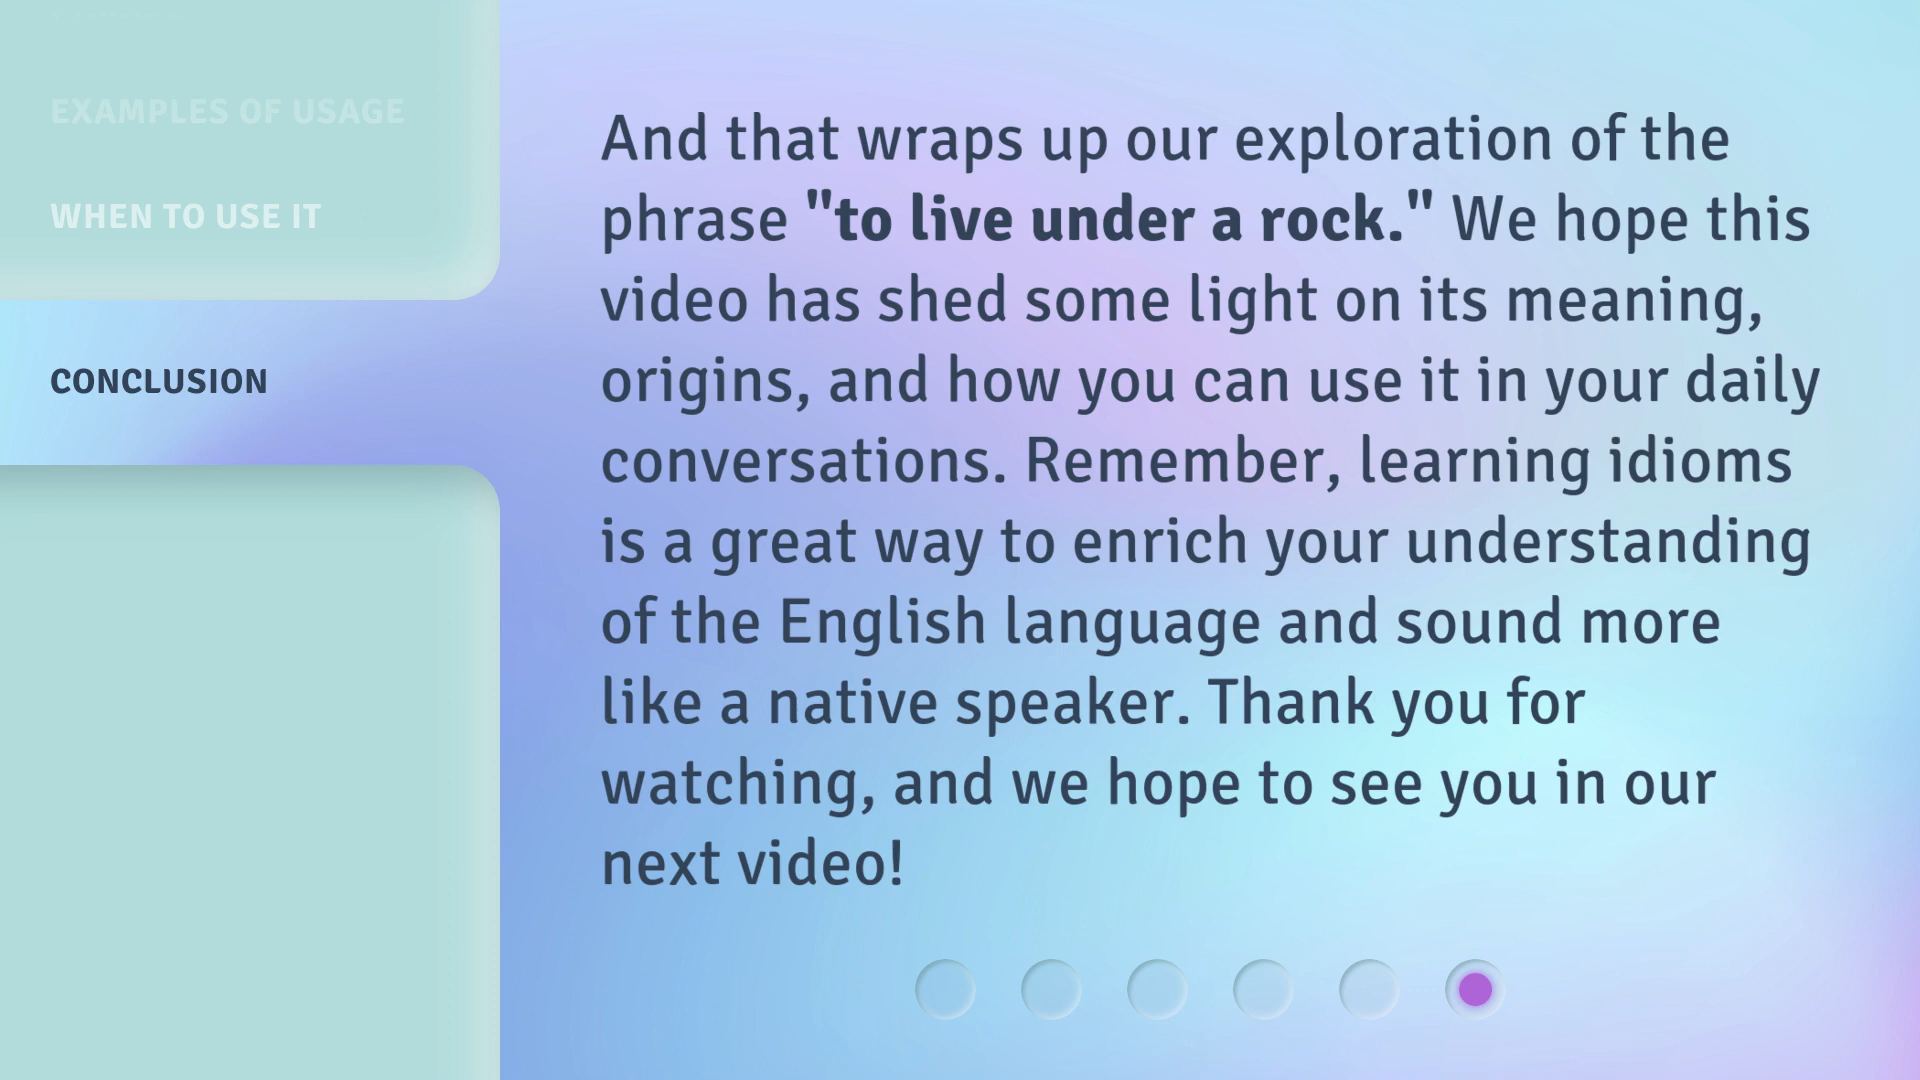 EXAMPLES OF USAGE
WHEN TO USE IT
CONCLUSION
And that wraps up our exploration of the
phrase "to live under a rock." We hope this
video has shed some light on its meaning,
origins, and how you can use it in your daily
conversations. Remember, learning idioms
is a great way to enrich your understanding
of the English language and sound more
like a native speaker. Thank you for
watching, and we hope to see you in our
next video!